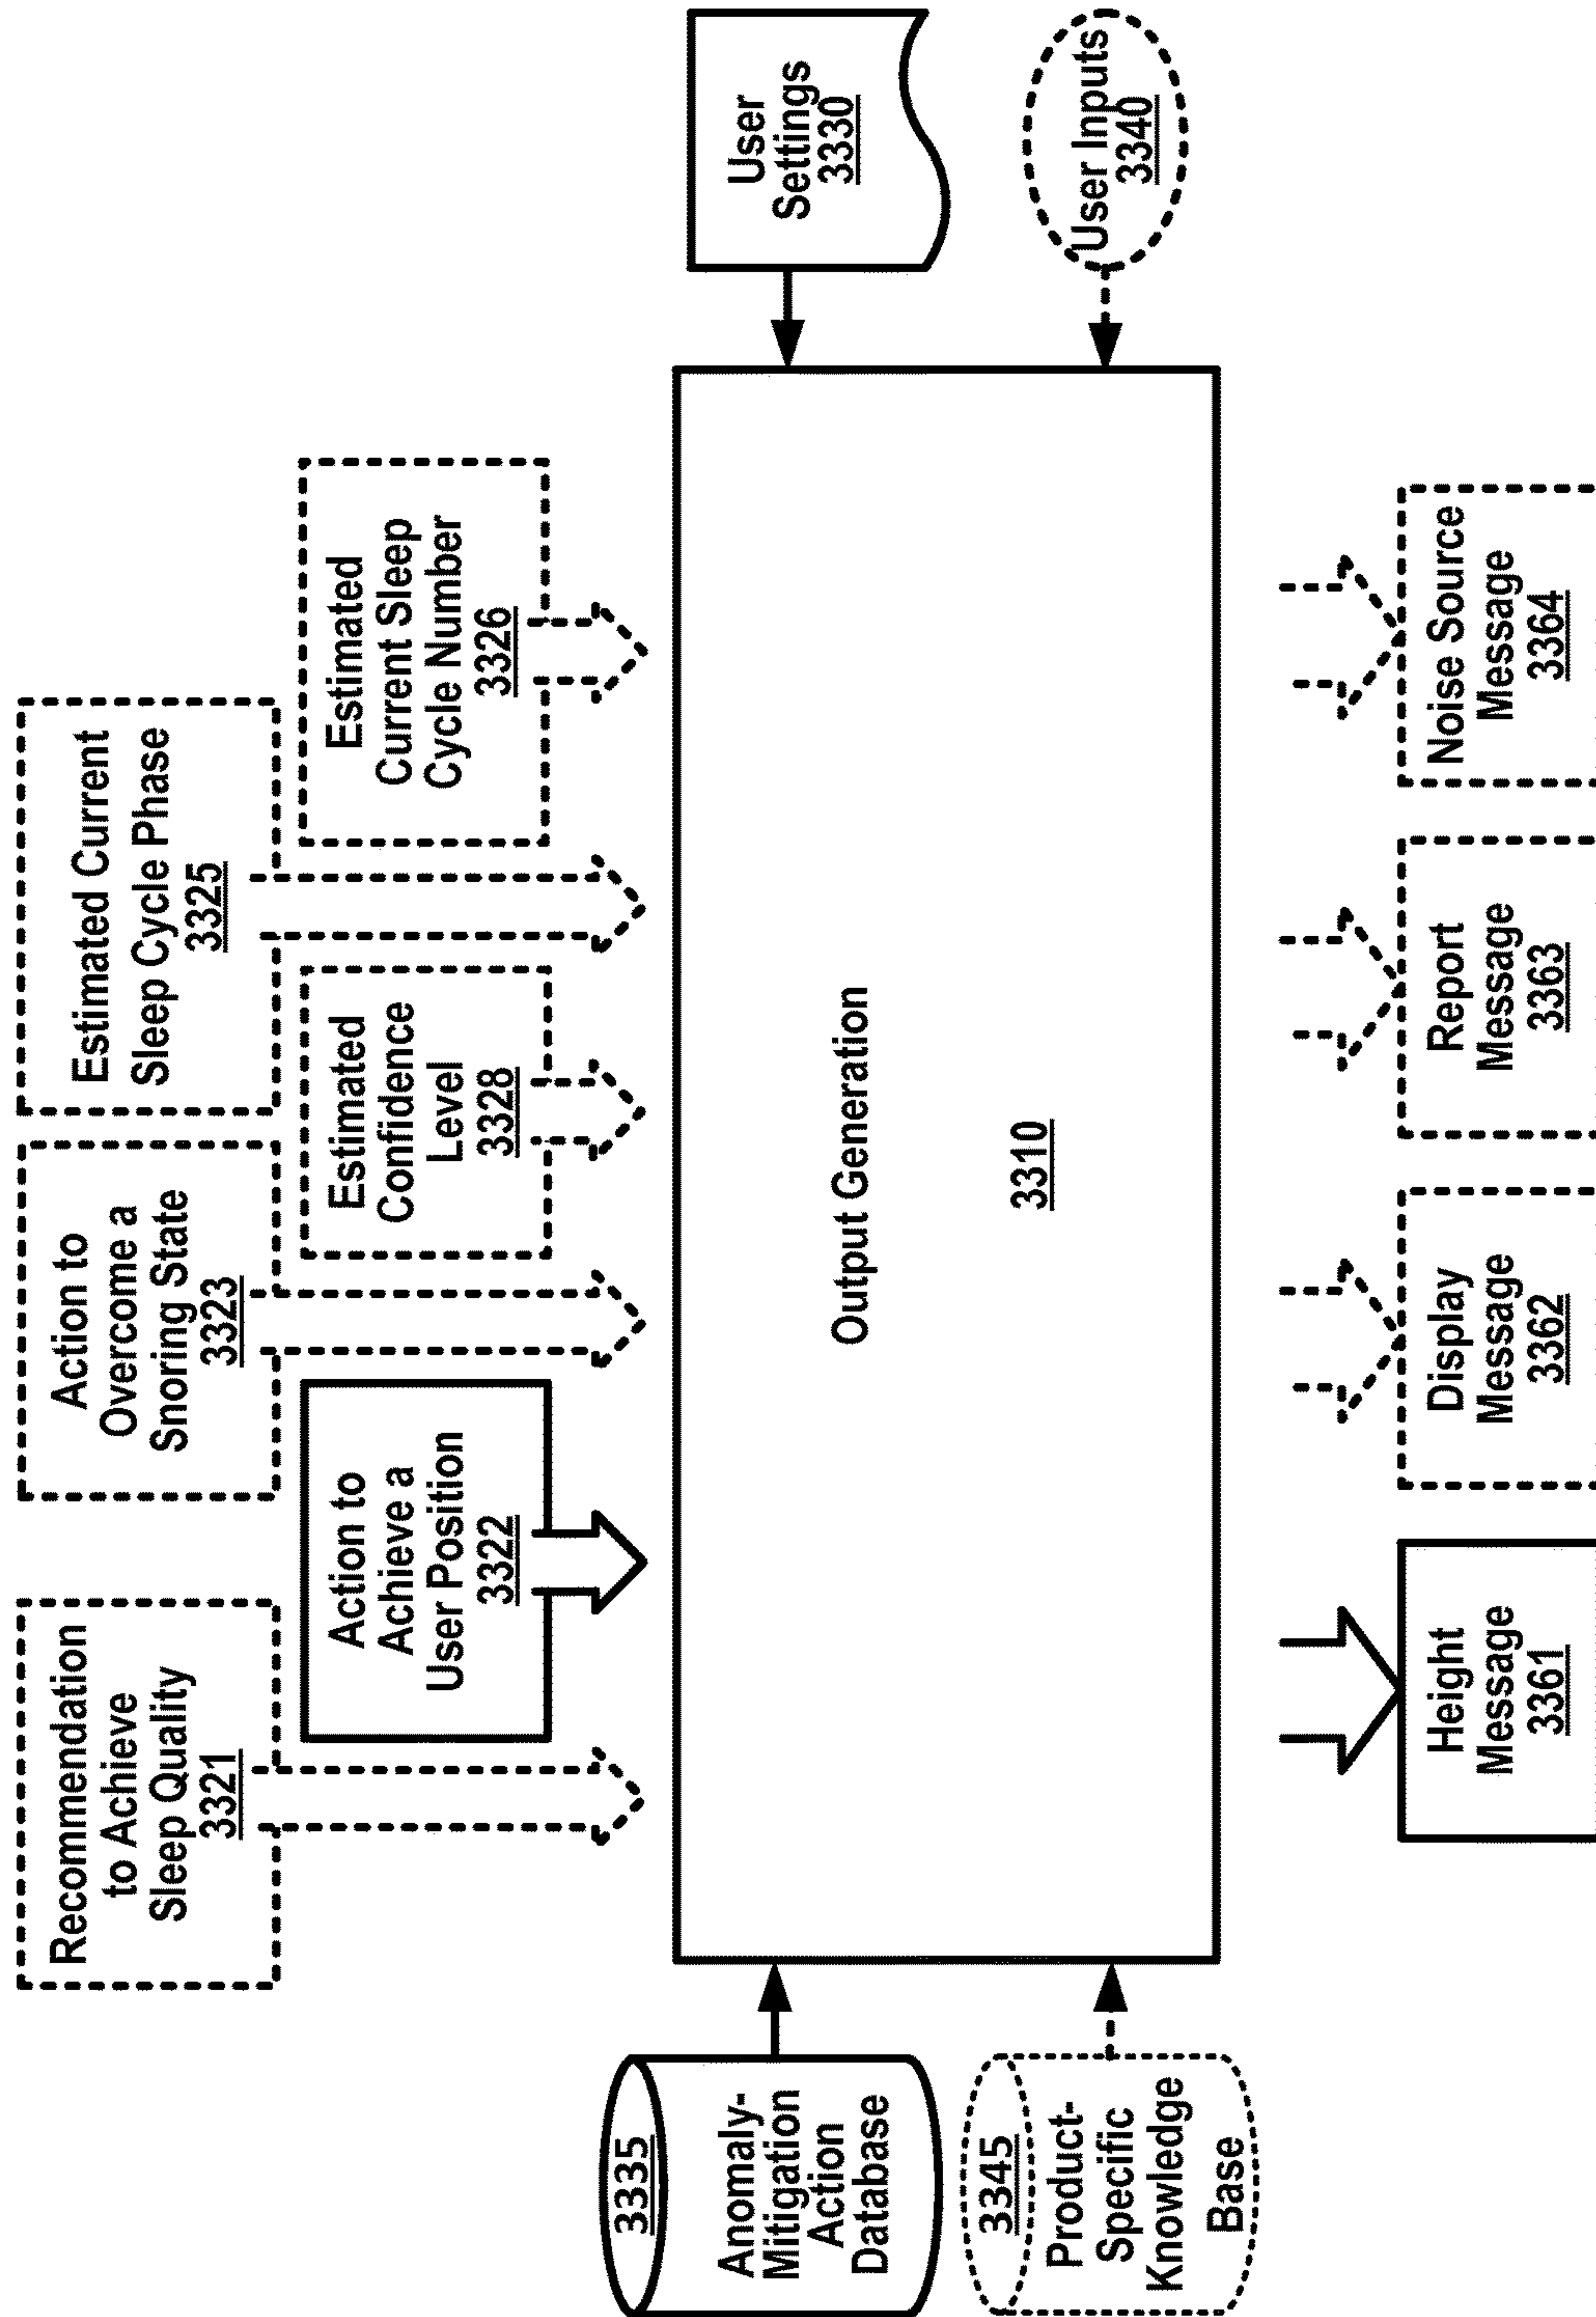 Recommendation
to Achieve
Sleep Quality
3321
Action to
Overcome a
Snoring State
3323
Estimated Current
Sleep Cycle Phase
3325
Action to
Achieve a
User Position
3322
Estimated
Confidence
Level
3328
Estimated
Current Sleep
Cycle Number
3326
3335
Anomaly-
Mitigation
Action
Database
3345
Product-
Specific
Knowledge
Base
Output Generation
3310
User
Settings
3330
User Inputs
3340
Height
Message
3361
Display
Message
3362
Report
Message
3363
Noise Source
Message
3364